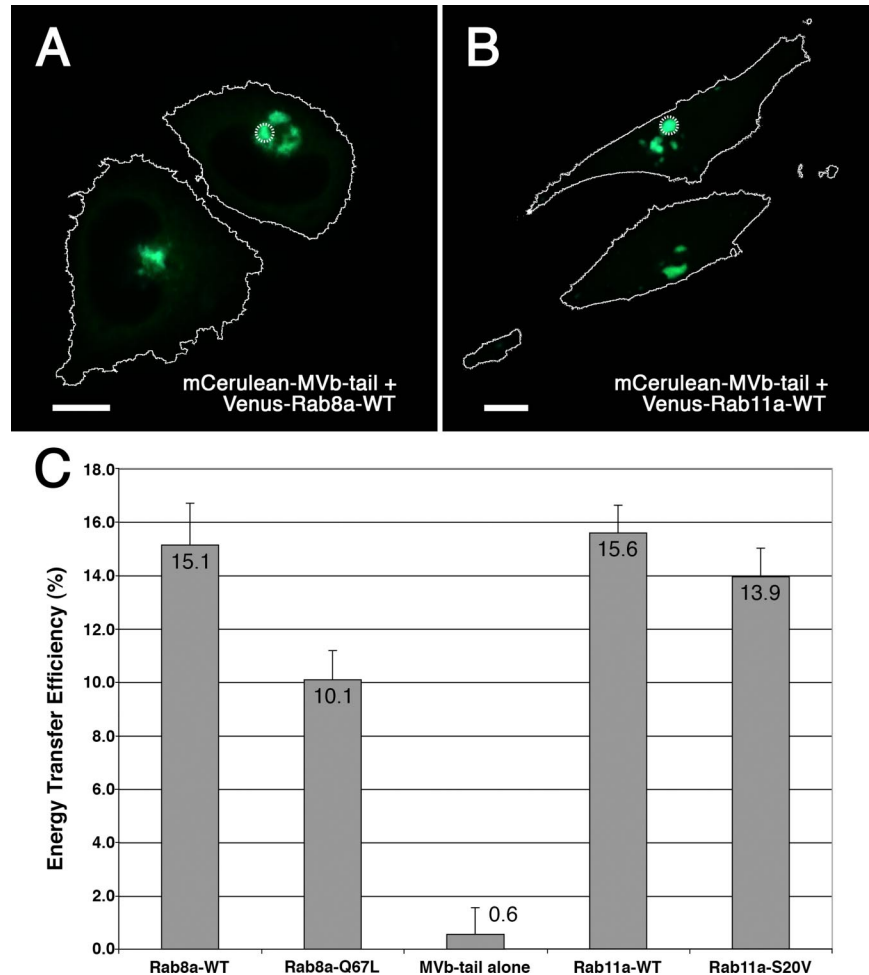 A
mCerulean-MVb-tail +
Venus-Rab8a-WT
B
mCerulean-MVb-tail +
Venus-Rab11a-WT
C
Energy Transfer Efficiency (%)
18.0
16.0
14.0
12.0
10.0
8.0
6.0
4.0
2.0
0.0
15.1
10.1
0.6
15.6
13.9
Rab8a-WT
Rab8a-Q67L
MVb-tail alone
Rab11a-WT
Rab11a-S20V